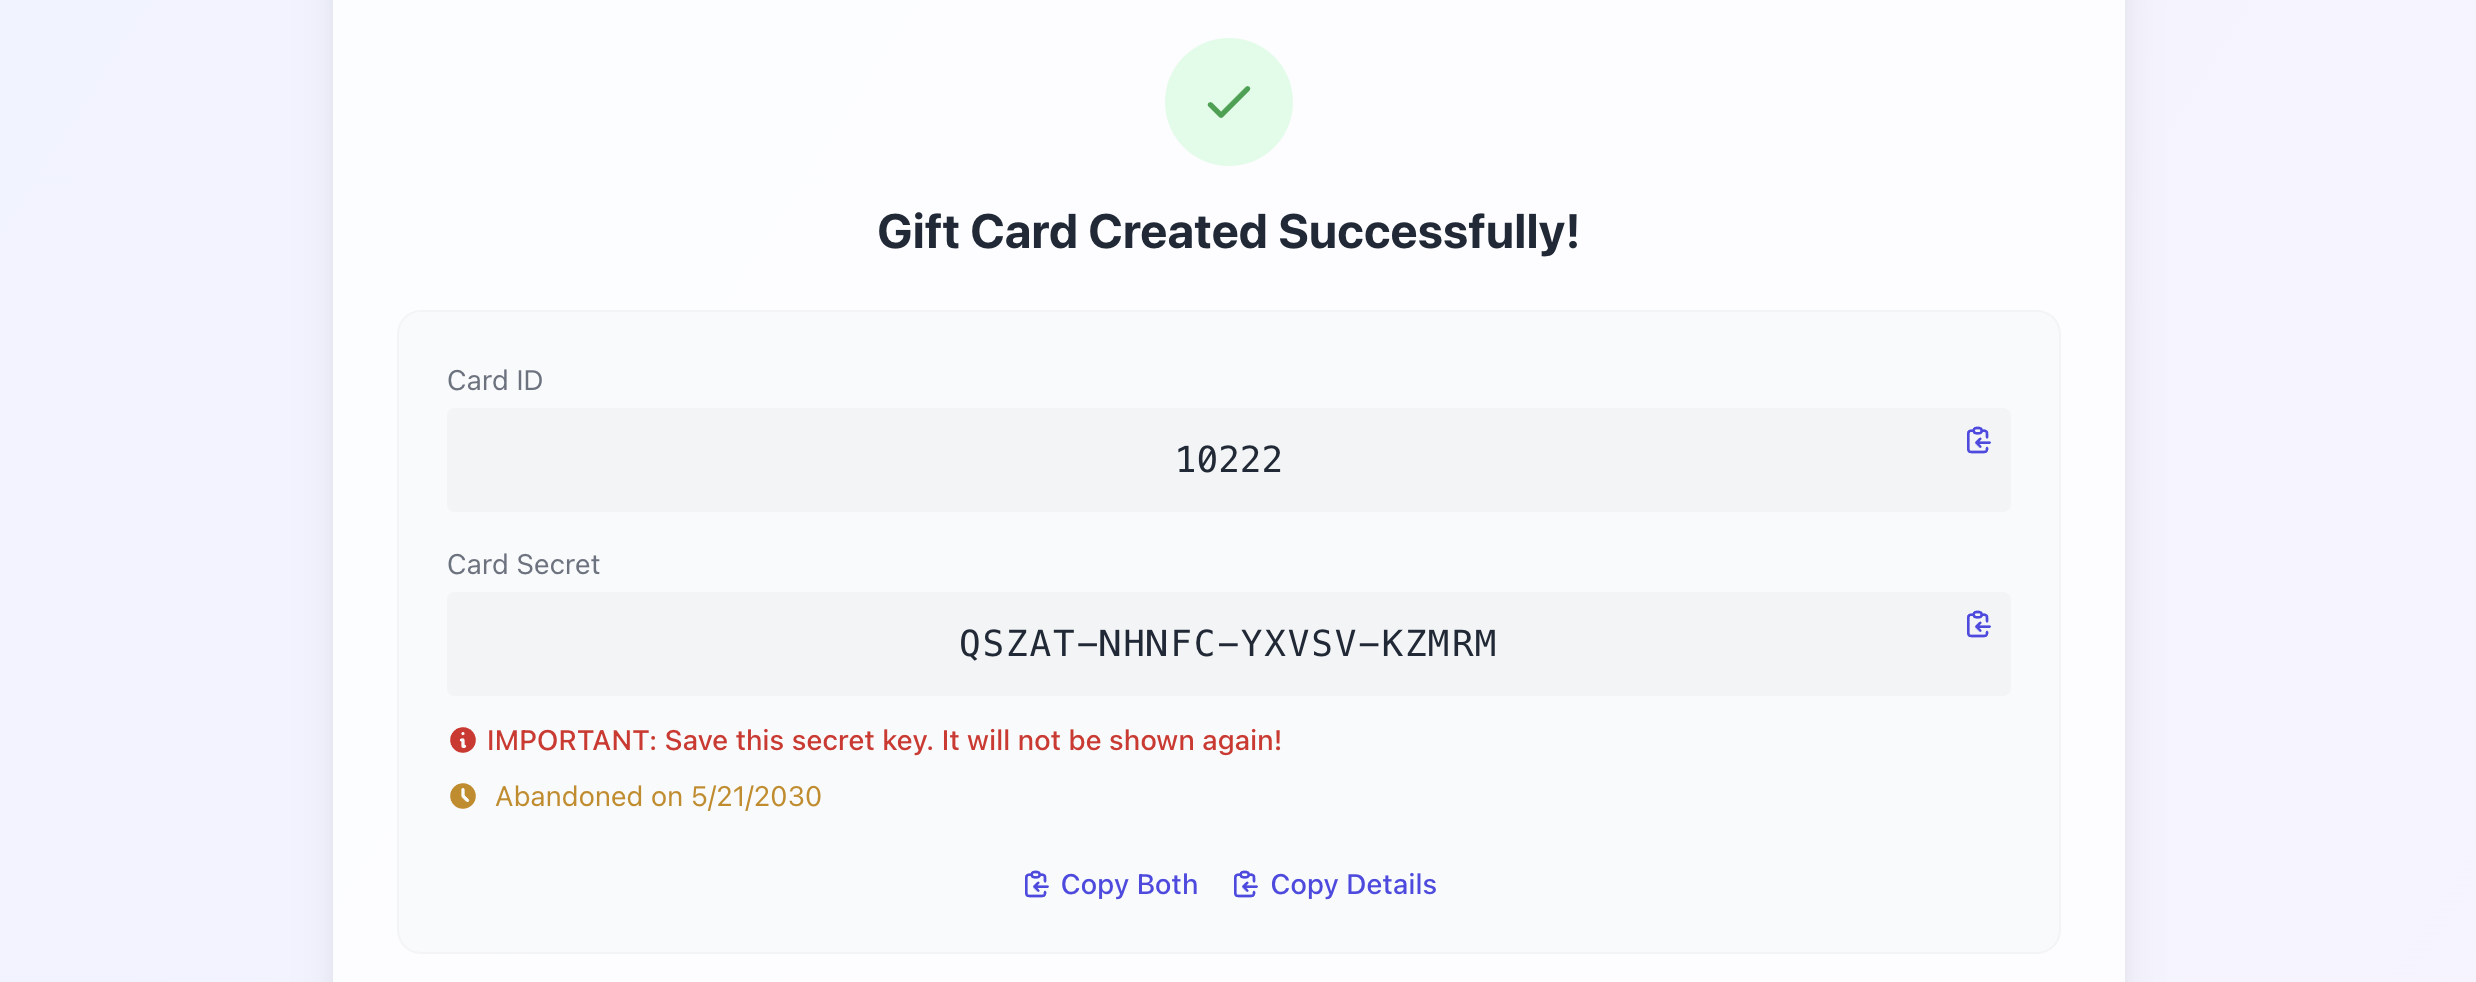 Gift Card Created Successfully!
Card ID
10222
Card Secret
QSZAT-NHNFC-YXVSV-KZMRM
IMPORTANT: Save this secret key. It will not be shown again!
Abandoned on 5/21/2030
Copy Both Copy Details